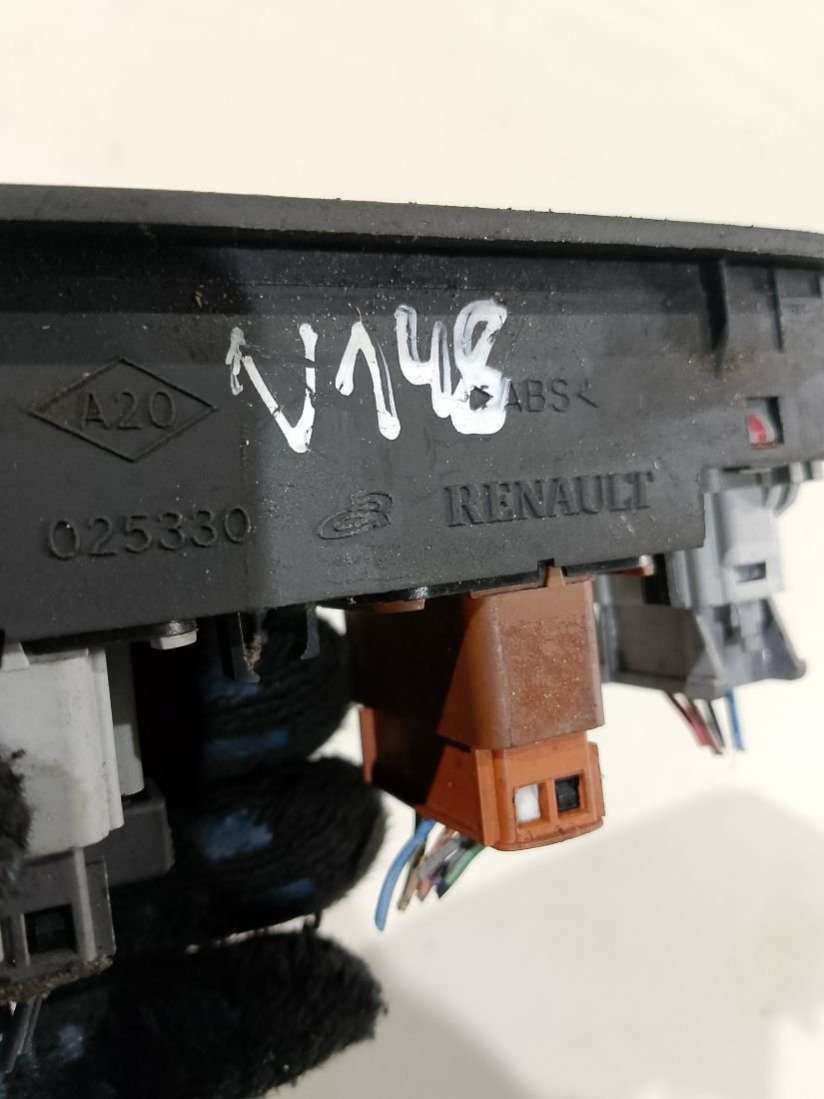 V148
A20
>ABS<
025330
RENAULT